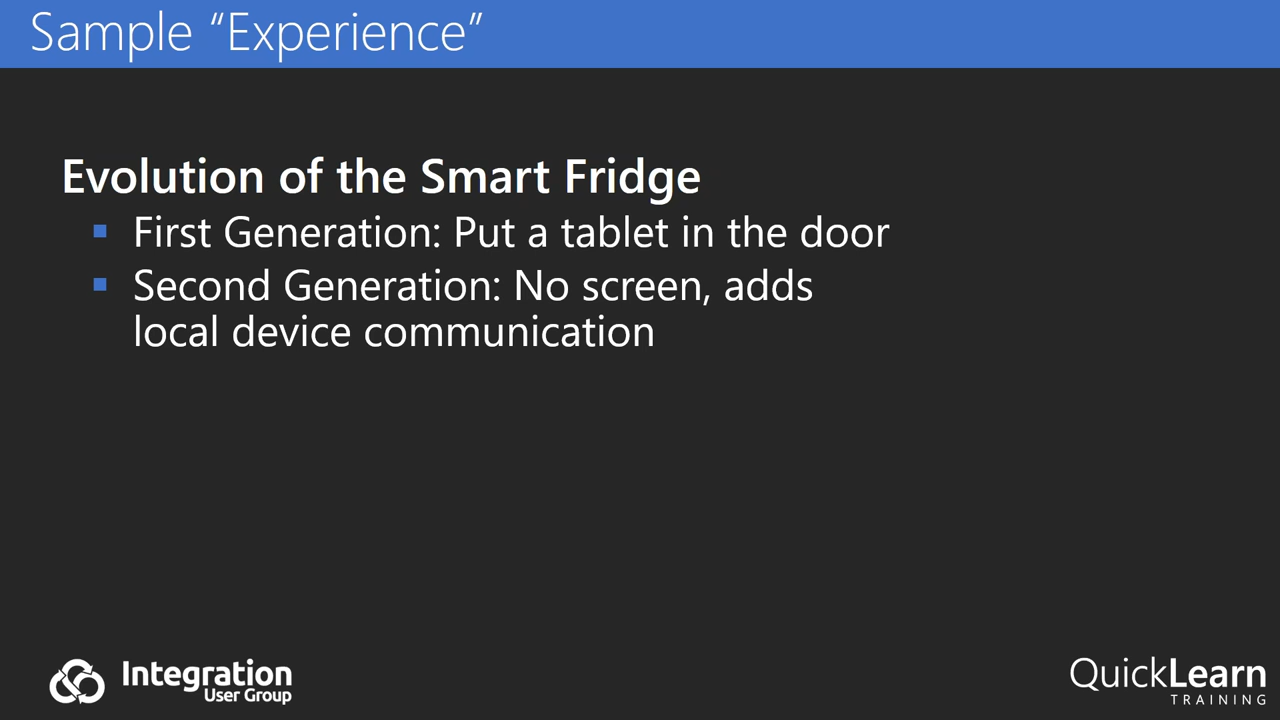 Sample “Experience”
Evolution of the Smart Fridge
First Generation: Put a tablet in the door
Second Generation: No screen, adds
local device communication
Integration
User Group
QuickLearn
TRAINING